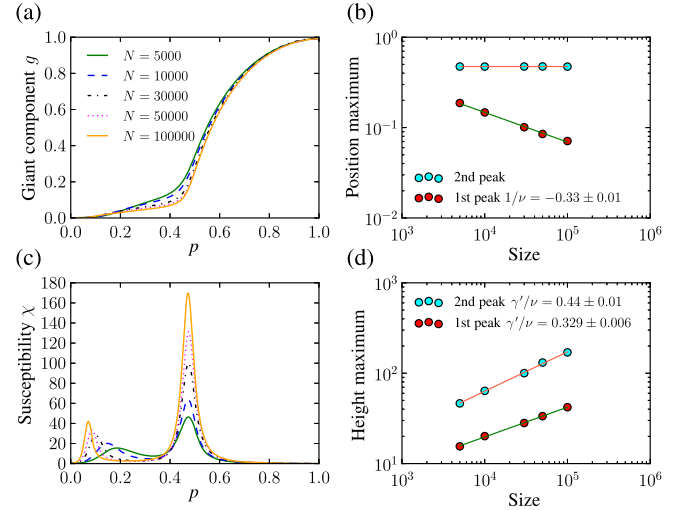 (a)
Giant component g
1.0
0.8
0.6
0.4
0.2
0.0
N = 5000
N = 10000
N = 30000
N = 50000
N = 100000
0.0 0.2 0.4 0.6 0.8 1.0
p
(b)
Position maximum
10^0
10^−1
10^−2
2nd peak
1st peak 1/ν = −0.33 ± 0.01
10^3 10^4 10^5 10^6
Size
(c)
Susceptibility χ
180
160
140
120
100
80
60
40
20
0
0.0 0.2 0.4 0.6 0.8 1.0
p
(d)
Height maximum
10^3
10^2
10^1
2nd peak γ′/ν = 0.44 ± 0.01
1st peak γ′/ν = 0.329 ± 0.006
10^3 10^4 10^5 10^6
Size